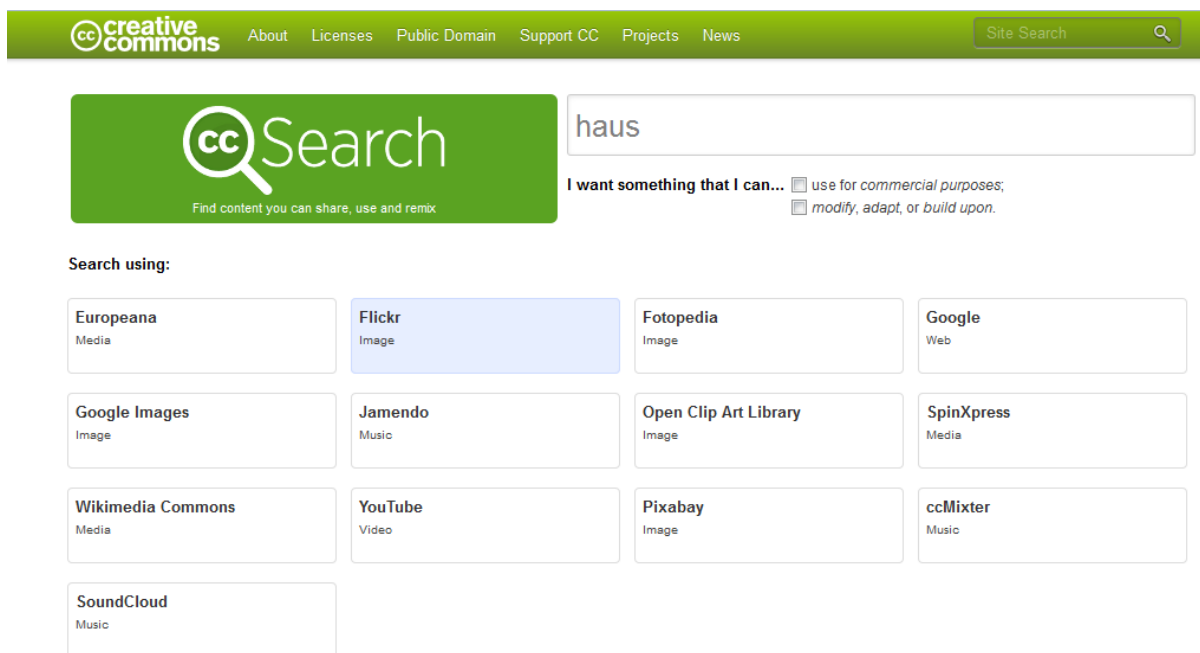 cc creative commons About Licenses Public Domain Support CC Projects News Site Search
cc Search
Find content you can share, use and remix
haus
I want something that I can... use for commercial purposes;
modify, adapt, or build upon.
Search using:
Europeana
Media
Flickr
Image
Fotopedia
Image
Google
Web
Google Images
Image
Jamendo
Music
Open Clip Art Library
Image
SpinXpress
Media
Wikimedia Commons
Media
YouTube
Video
Pixabay
Image
ccMixter
Music
SoundCloud
Music